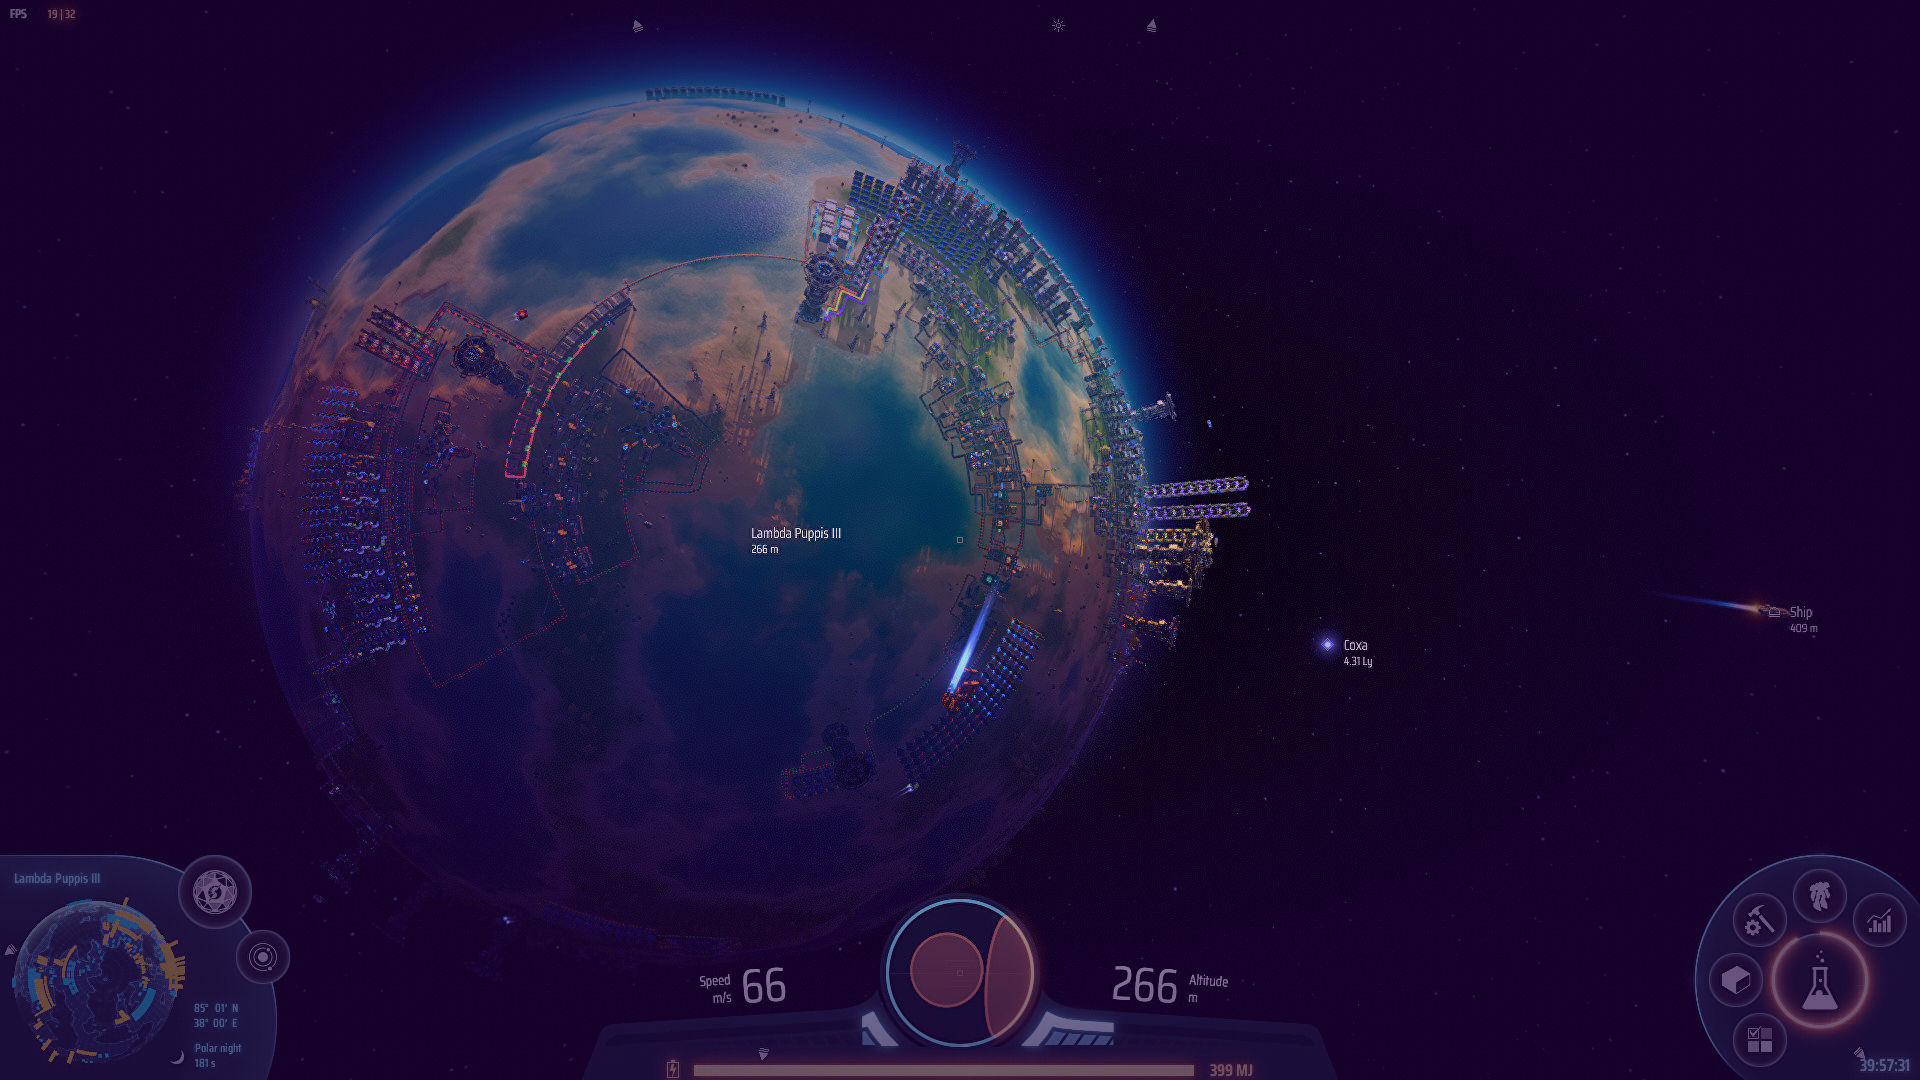 FPS 19 | 32
Lambda Puppis III
266 m
Ship
409 m
Coxa
4.31 Ly
Lambda Puppis III
85° 01' N
38° 00' E
Polar night
181 s
Speed
m/s
66
266
Altitude
m
399 MJ
39:57:31